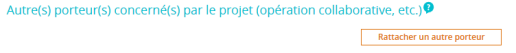 Autre(s) porteur(s) concerné(s) par le projet (opération collaborative, etc.) ?
Rattacher un autre porteur